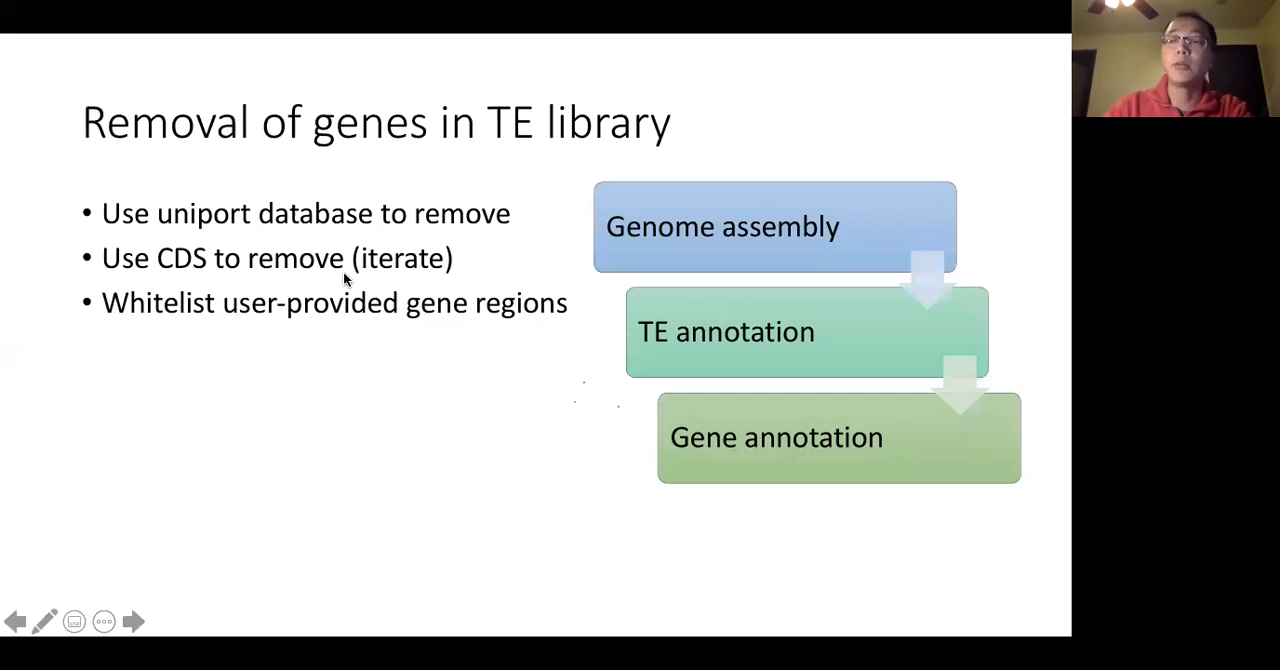 Removal of genes in TE library
• Use uniport database to remove
• Use CDS to remove (iterate)
• Whitelist user-provided gene regions
Genome assembly
TE annotation
Gene annotation